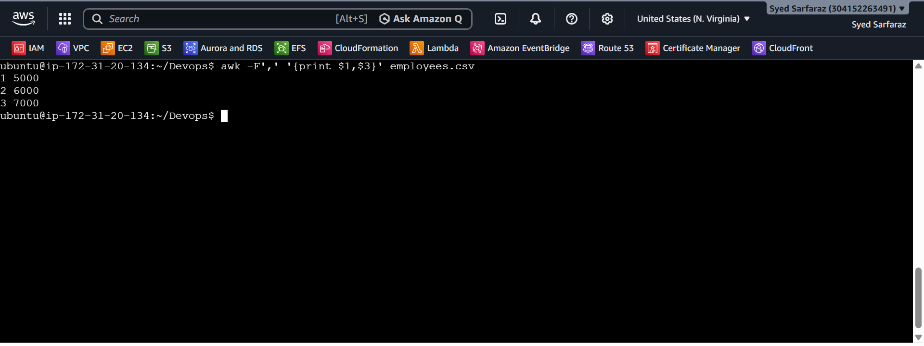 Syed Sarfaraz (304152263491) ▼
aws
Search [Alt+S] Ask Amazon Q United States (N. Virginia) ▼ Syed Sarfaraz
IAM VPC EC2 S3 Aurora and RDS EFS CloudFormation Lambda Amazon EventBridge Route 53 Certificate Manager CloudFront
ubuntu@ip-172-31-20-134:~/Devops$ awk -F',' '{print $1,$3}' employees.csv
1 5000
2 6000
3 7000
ubuntu@ip-172-31-20-134:~/Devops$